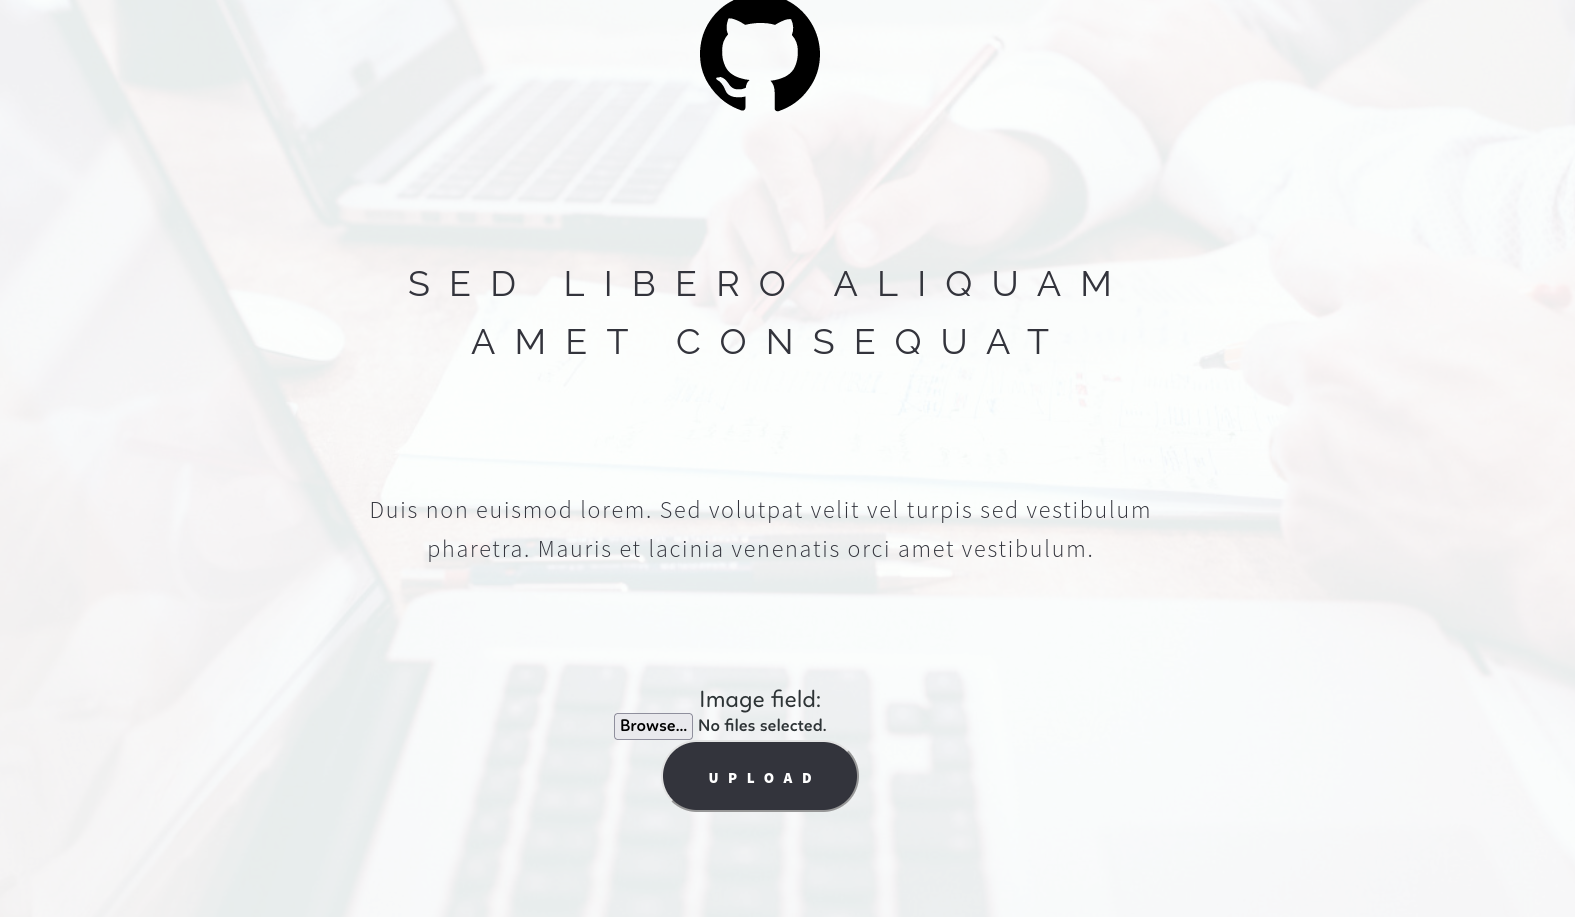 SED LIBERO ALIQUAM
AMET CONSEQUAT
Duis non euismod lorem. Sed volutpat velit vel turpis sed vestibulum
pharetra. Mauris et lacinia venenatis orci amet vestibulum.
Image field:
Browse... No files selected.
UPLOAD